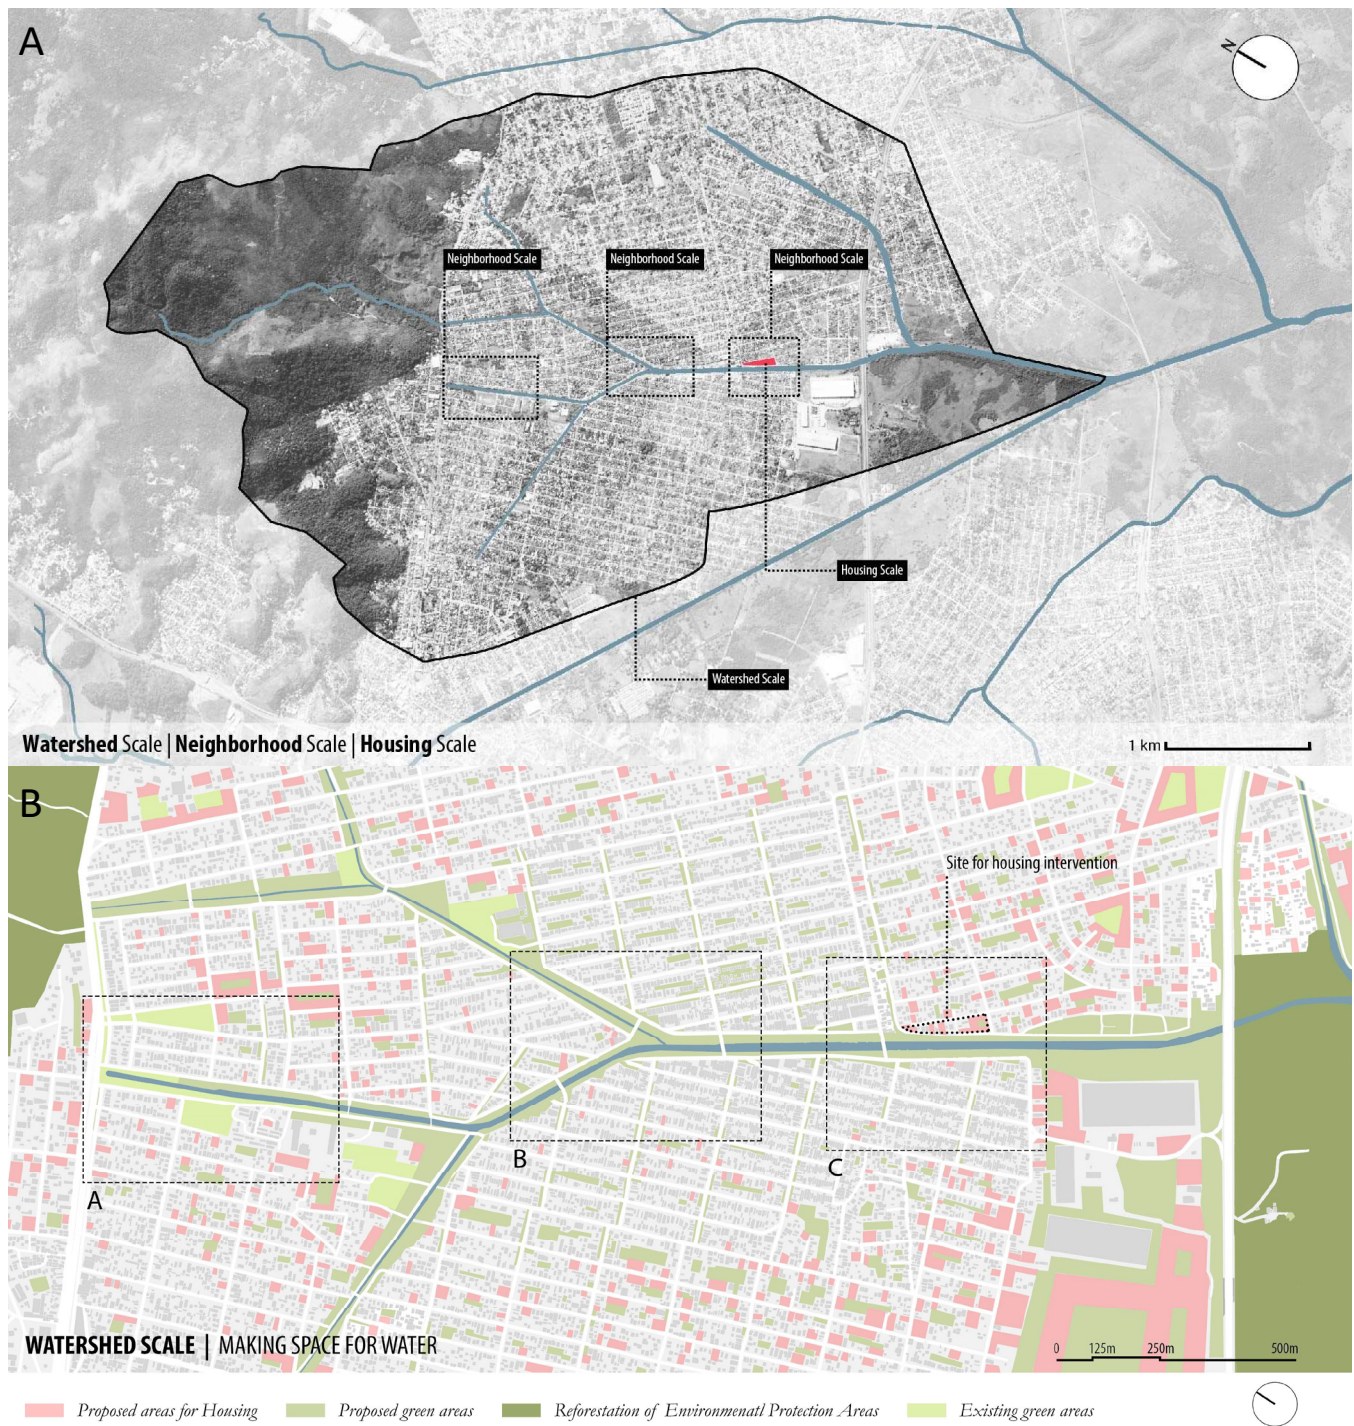 A
N
Neighborhood Scale
Neighborhood Scale
Neighborhood Scale
Housing Scale
Watershed Scale
Watershed Scale | Neighborhood Scale | Housing Scale
1 km
B
Site for housing intervention
A
B
C
WATERSHED SCALE | MAKING SPACE FOR WATER
0 125m 250m 500m
Proposed areas for Housing
Proposed green areas
Reforestation of Environmenatl Protection Areas
Existing green areas